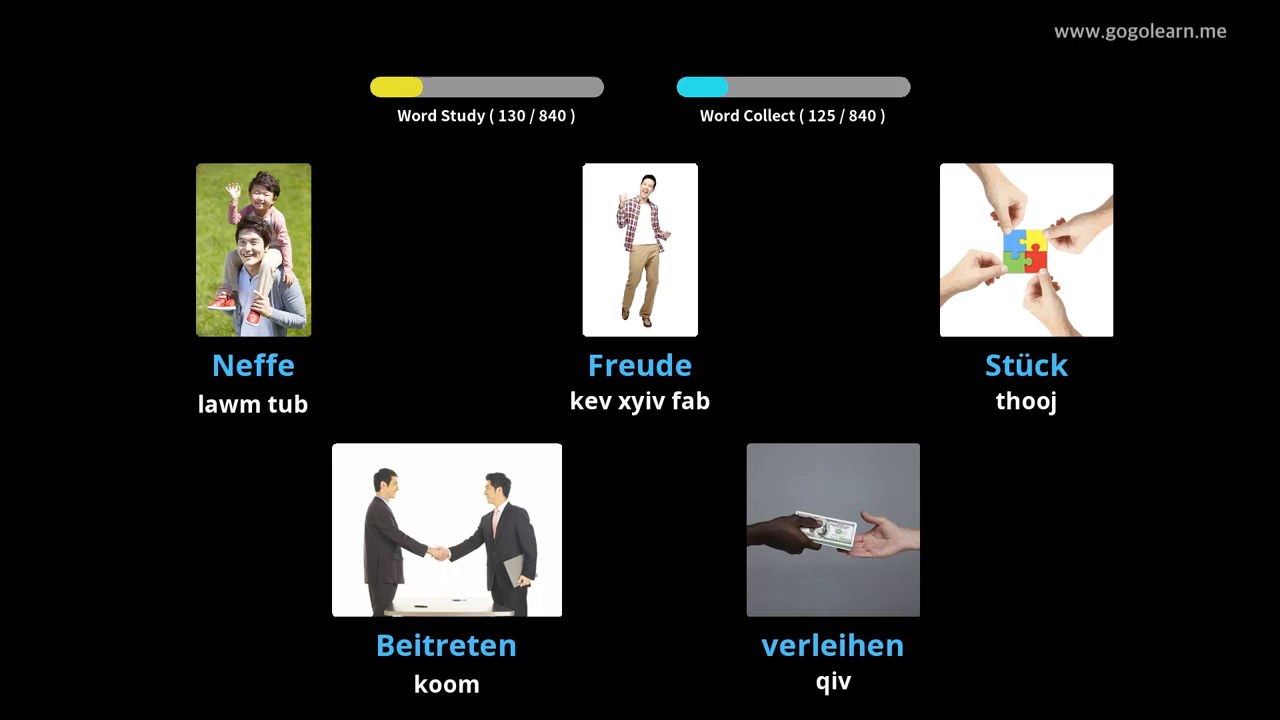 www.gogolearn.me
Word Study ( 130 / 840 )
Word Collect ( 125 / 840 )
Neffe
lawm tub
Freude
kev xyiv fab
Stück
thooj
Beitreten
koom
verleihen
qiv